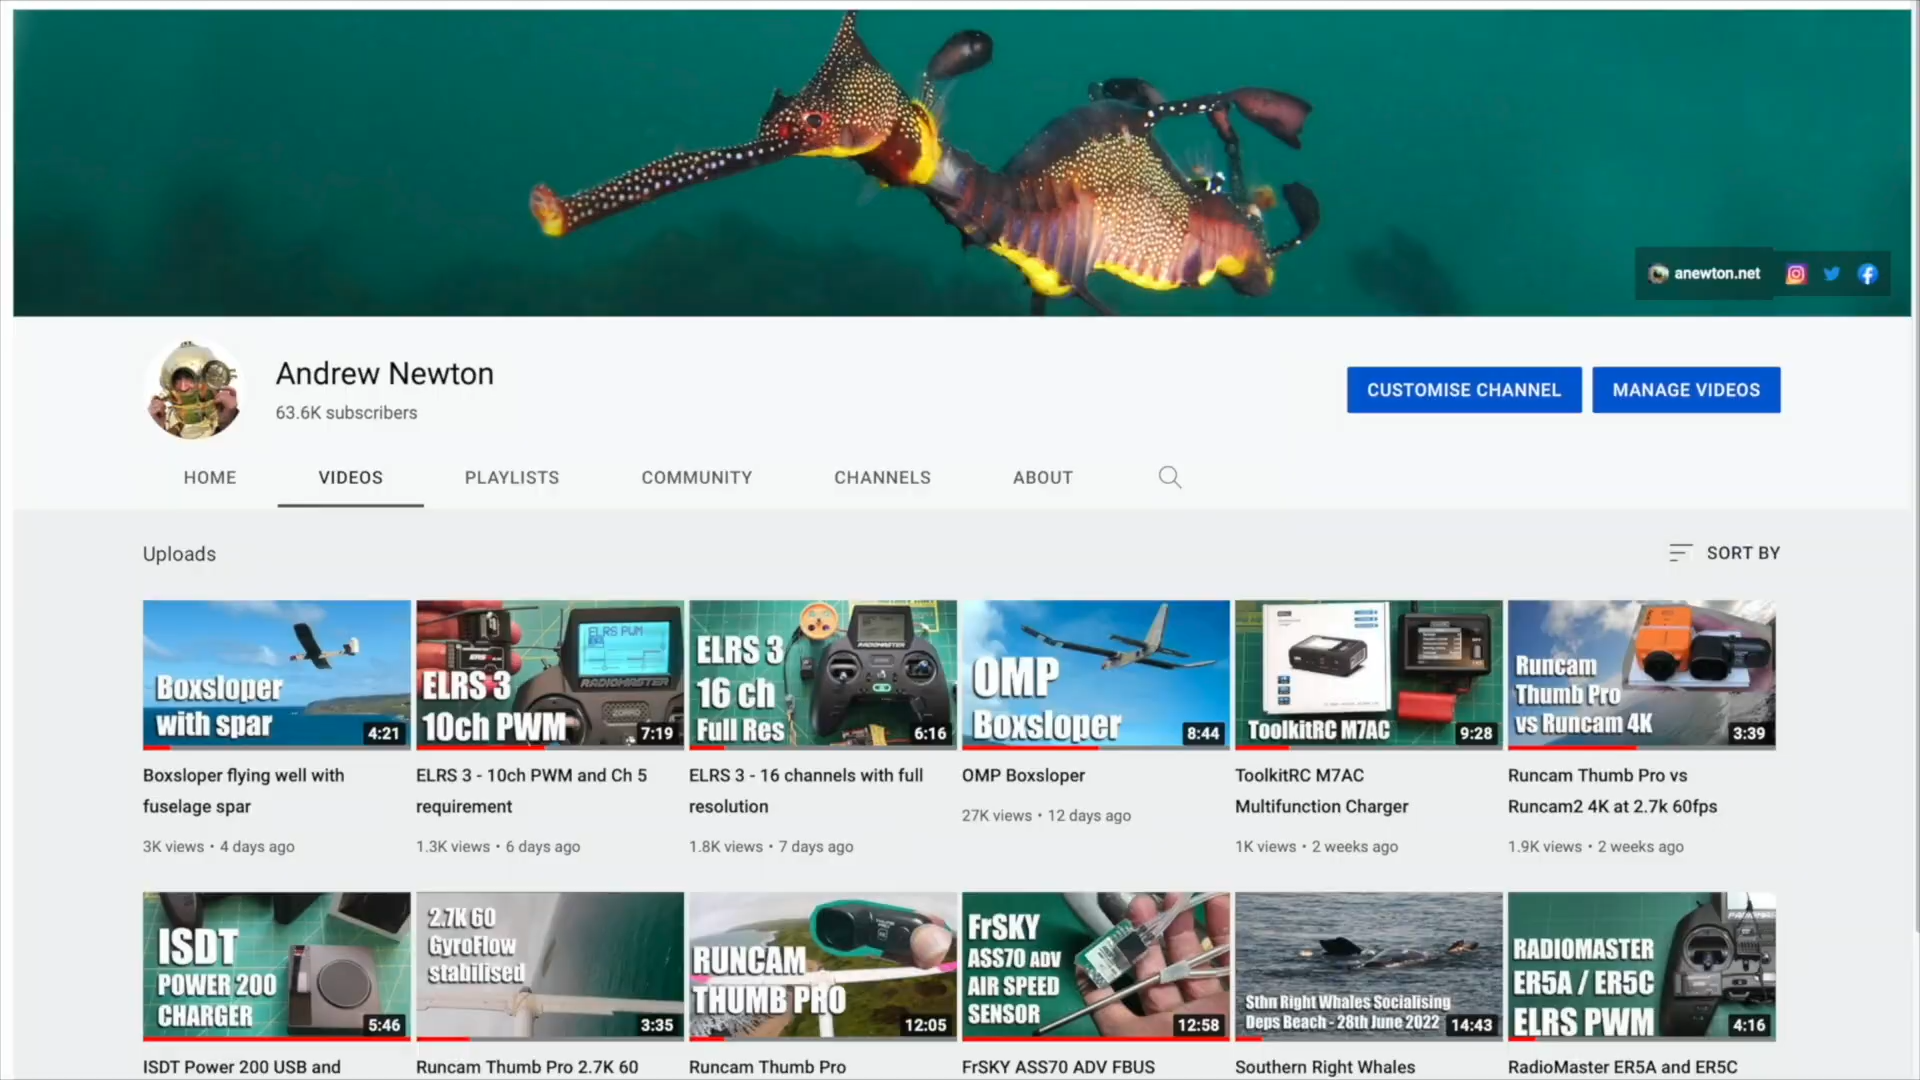 anewton.net
Andrew Newton
63.6K subscribers
CUSTOMISE CHANNEL
MANAGE VIDEOS
HOME
VIDEOS
PLAYLISTS
COMMUNITY
CHANNELS
ABOUT
Uploads
SORT BY
Boxsloper
with spar
4:21
ELRS PWM
RADIOMASTER
ELRS 3
10ch PWM
7:19
ELRS 3
16 ch
Full Res
RADIOMASTER
6:16
OMP
Boxsloper
8:44
ToolkitRC M7AC
9:28
Runcam
Thumb Pro
vs Runcam 4K
3:39
Boxsloper flying well with
fuselage spar
3K views • 4 days ago
ELRS 3 - 10ch PWM and Ch 5
requirement
1.3K views • 6 days ago
ELRS 3 - 16 channels with full
resolution
1.8K views • 7 days ago
OMP Boxsloper
27K views • 12 days ago
ToolkitRC M7AC
Multifunction Charger
1K views • 2 weeks ago
Runcam Thumb Pro vs
Runcam2 4K at 2.7k 60fps
1.9K views • 2 weeks ago
ISDT
POWER 200
CHARGER
5:46
2.7K 60
GyroFlow
stabilised
3:35
RUNCAM
THUMB PRO
12:05
FrSKY
ASS70 ADV
AIR SPEED
SENSOR
12:58
Sthn Right Whales Socialising
Deps Beach - 28th June 2022
14:43
RADIOMASTER
ER5A / ER5C
ELRS PWM
4:16
ISDT Power 200 USB and
Runcam Thumb Pro 2.7K 60
Runcam Thumb Pro
FrSKY ASS70 ADV FBUS
Southern Right Whales
RadioMaster ER5A and ER5C